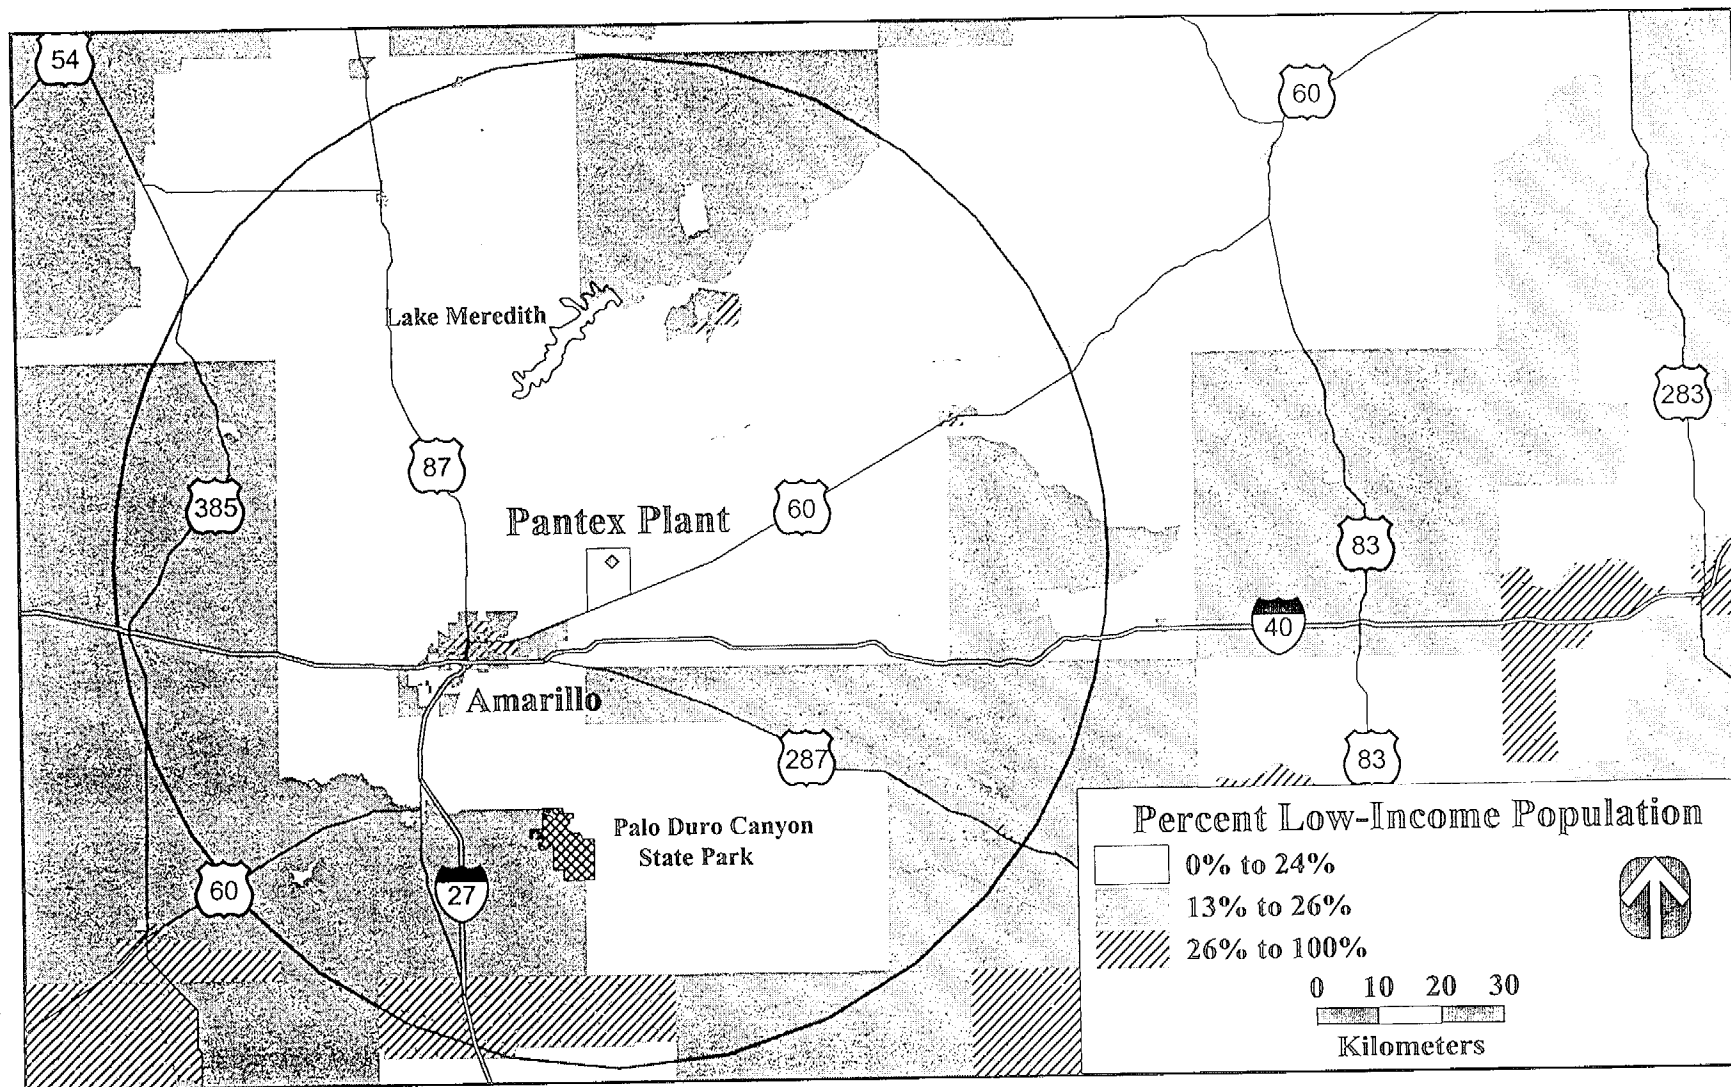 54
60
Lake Meredith
283
87
385
60
Pantex Plant
83
40
Amarillo
287
83
Palo Duro Canyon
State Park
60
27
Percent Low-Income Population
0% to 24%
13% to 26%
26% to 100%
0 10 20 30
Kilometers